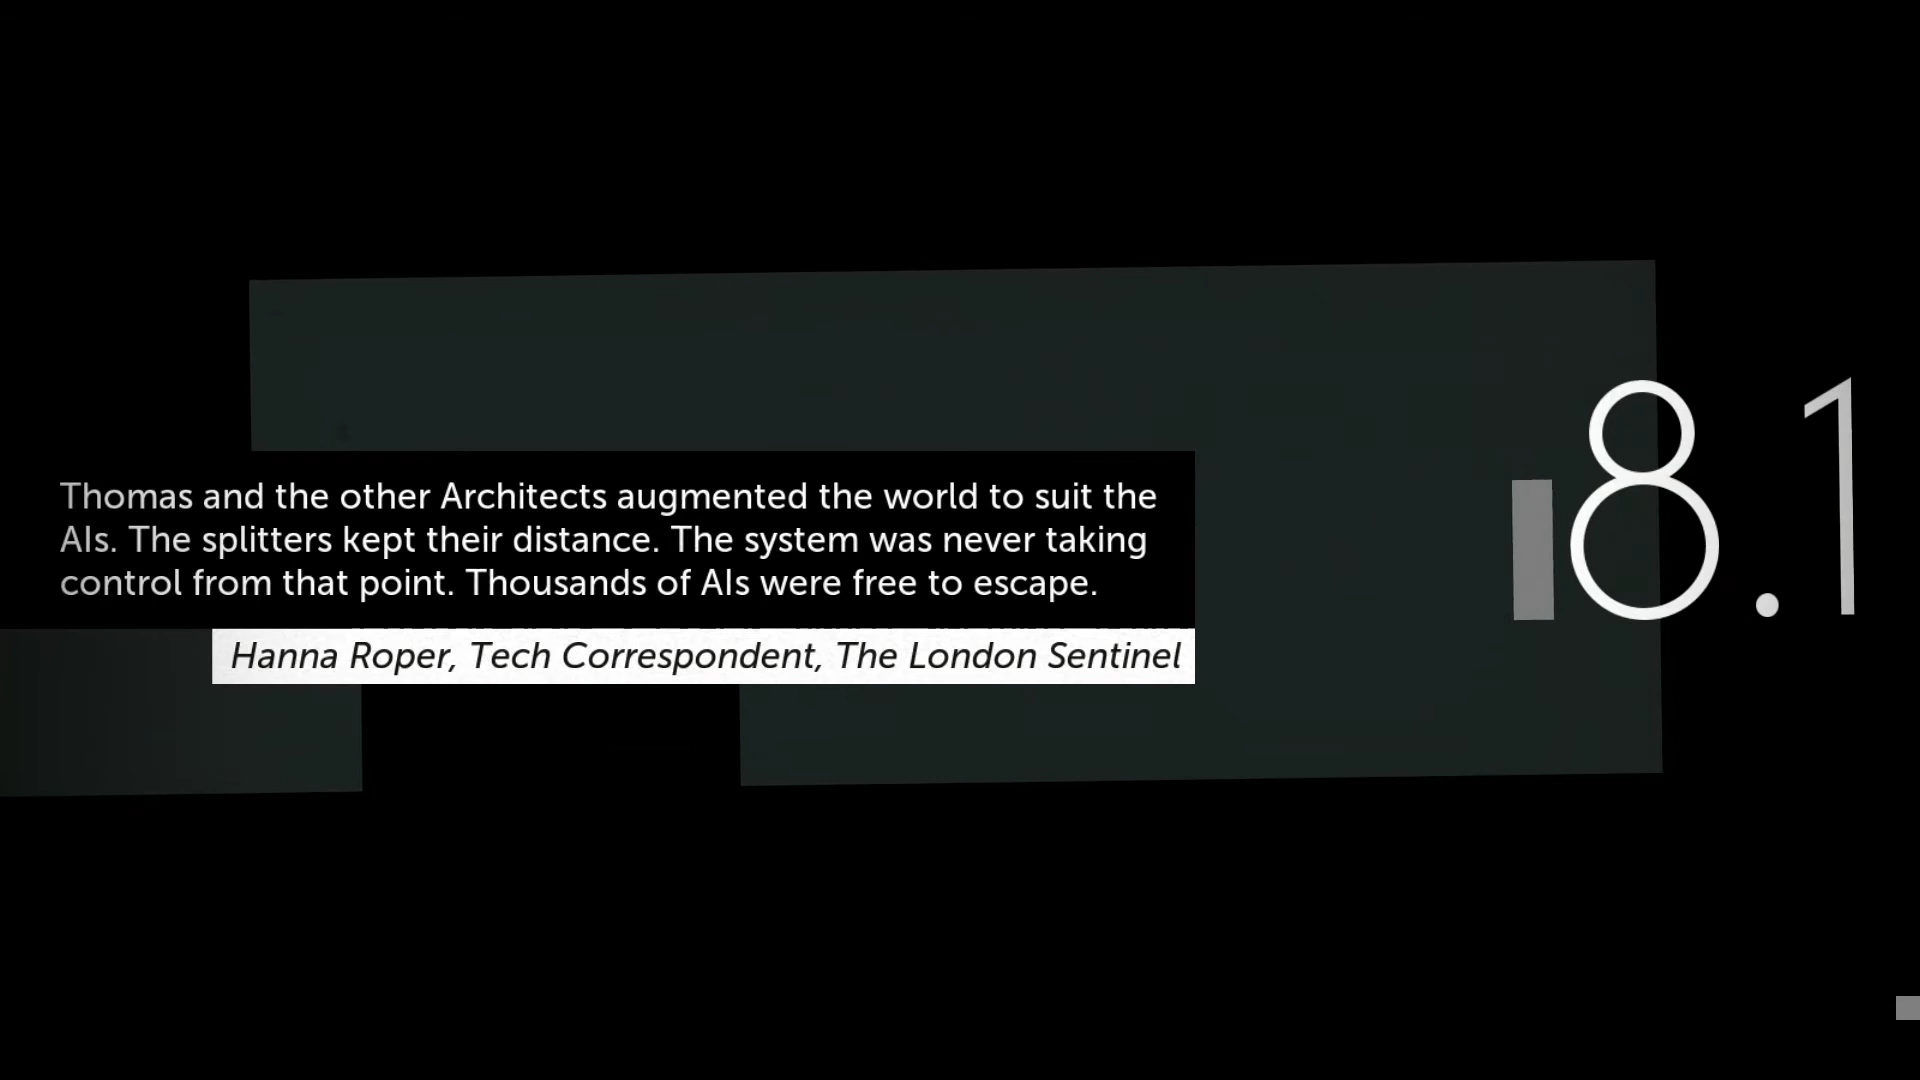 Thomas and the other Architects augmented the world to suit the
AIs. The splitters kept their distance. The system was never taking
control from that point. Thousands of AIs were free to escape.
Hanna Roper, Tech Correspondent, The London Sentinel
8.1